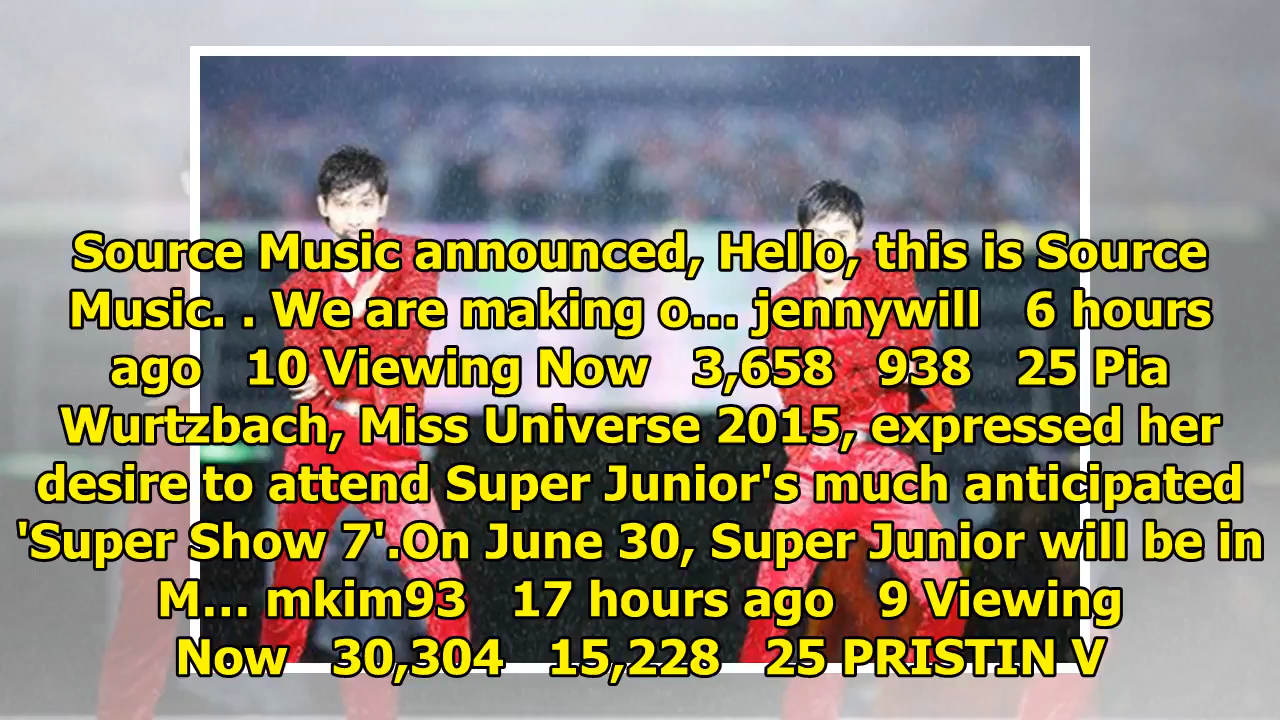 Source Music announced, Hello, this is Source
Music. . We are making o... jennywill 6 hours
ago 10 Viewing Now 3,658 938 25 Pia
Wurtzbach, Miss Universe 2015, expressed her
desire to attend Super Junior's much anticipated
'Super Show 7'.On June 30, Super Junior will be in
M... mkim93 17 hours ago 9 Viewing
Now 30,304 15,228 25 PRISTIN V